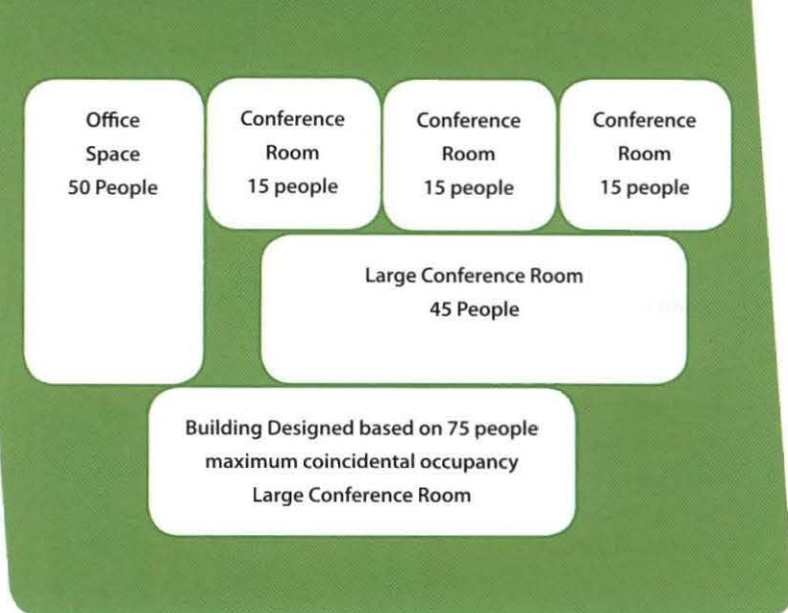 Office
Space
50 People
Conference
Room
15 people
Conference
Room
15 people
Conference
Room
15 people
Large Conference Room
45 People
Building Designed based on 75 people
maximum coincidental occupancy
Large Conference Room